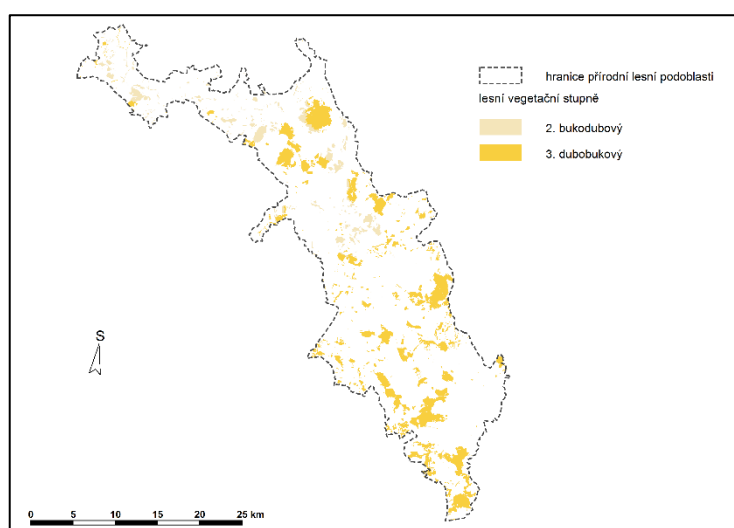 hranice přírodní lesní podoblasti
lesní vegetační stupně
2. bukodubový
3. dubobukový
S
0 5 10 15 20 25 km